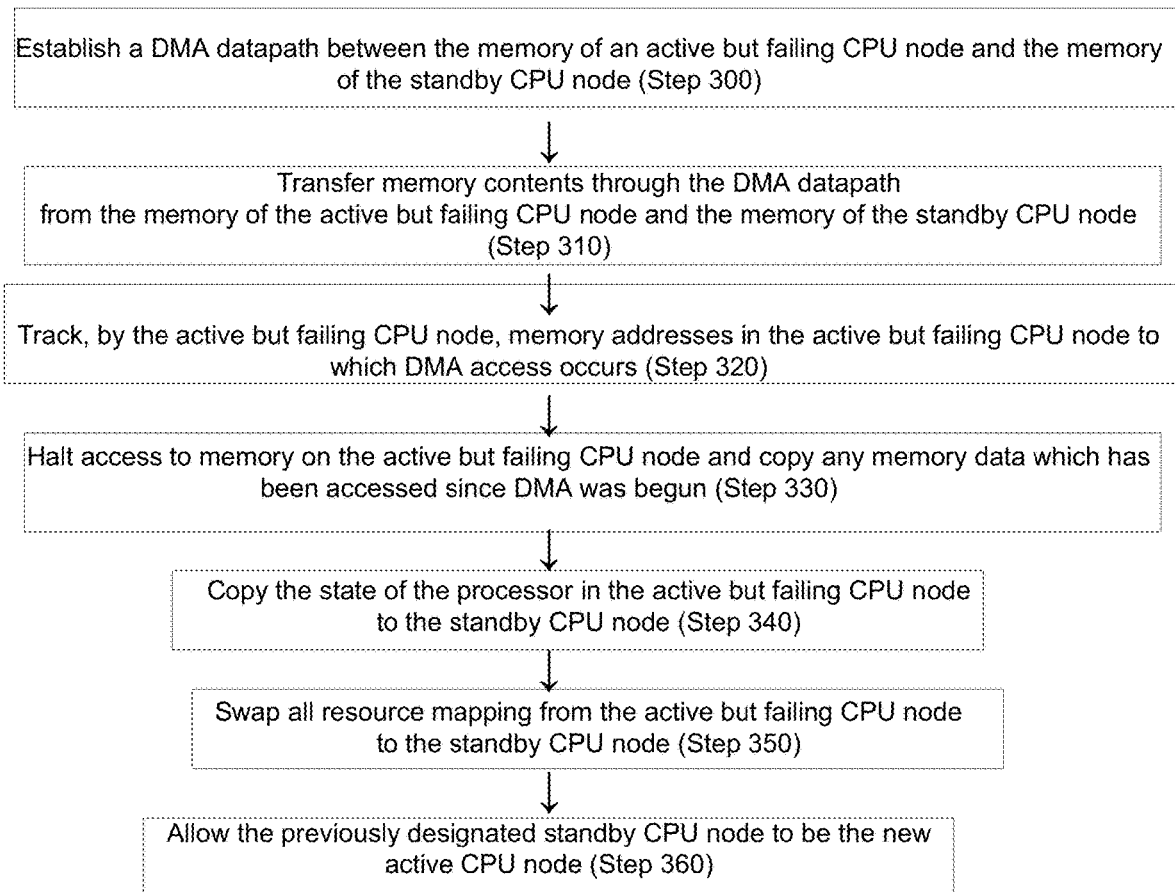 Establish a DMA datapath between the memory of an active but failing CPU node and the memory
of the standby CPU node (Step 300)
Transfer memory contents through the DMA datapath
from the memory of the active but failing CPU node and the memory of the standby CPU node
(Step 310)
Track, by the active but failing CPU node, memory addresses in the active but failing CPU node to
which DMA access occurs (Step 320)
Halt access to memory on the active but failing CPU node and copy any memory data which has
been accessed since DMA was begun (Step 330)
Copy the state of the processor in the active but failing CPU node
to the standby CPU node (Step 340)
Swap all resource mapping from the active but failing CPU node
to the standby CPU node (Step 350)
Allow the previously designated standby CPU node to be the new
active CPU node (Step 360)